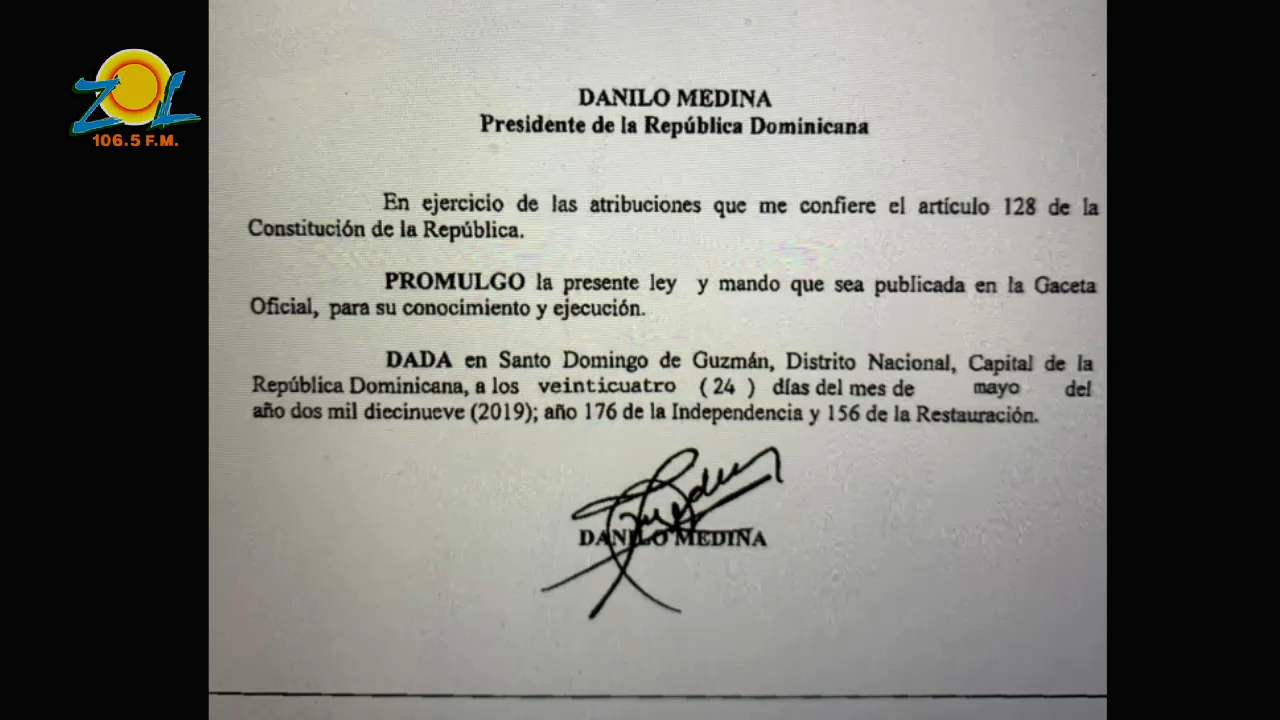 ZOL
106.5 F.M.
DANILO MEDINA
Presidente de la República Dominicana
En ejercicio de las atribuciones que me confiere el artículo 128 de la
Constitución de la República.
PROMULGO la presente ley y mando que sea publicada en la Gaceta
Oficial, para su conocimiento y ejecución.
DADA en Santo Domingo de Guzmán, Distrito Nacional, Capital de la
República Dominicana, a los veinticuatro ( 24 ) días del mes de mayo del
año dos mil diecinueve (2019); año 176 de la Independencia y 156 de la Restauración.
DANILO MEDINA